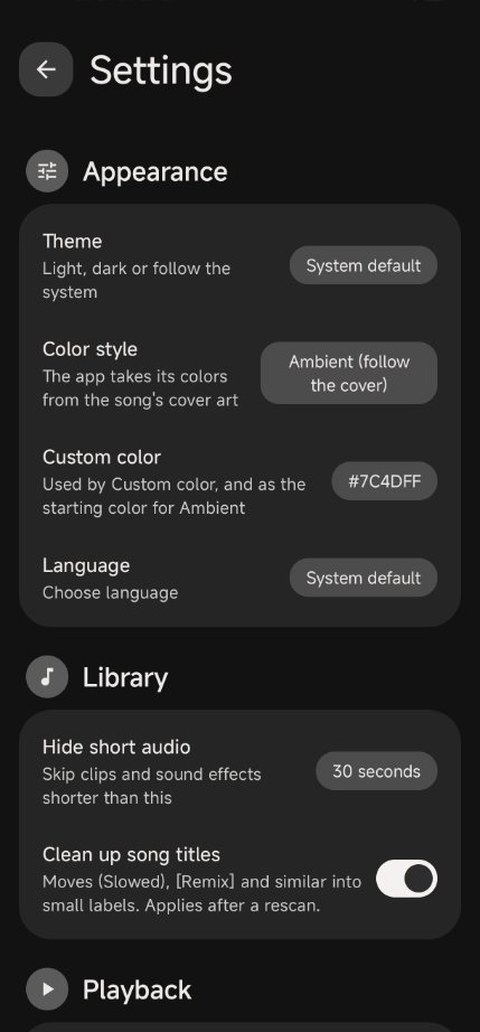 Settings
Appearance
Theme
Light, dark or follow the
system
System default
Color style
The app takes its colors
from the song's cover art
Ambient (follow
the cover)
Custom color
Used by Custom color, and as the
starting color for Ambient
#7C4DFF
Language
Choose language
System default
Library
Hide short audio
Skip clips and sound effects
shorter than this
30 seconds
Clean up song titles
Moves (Slowed), [Remix] and similar into
small labels. Applies after a rescan.
Playback